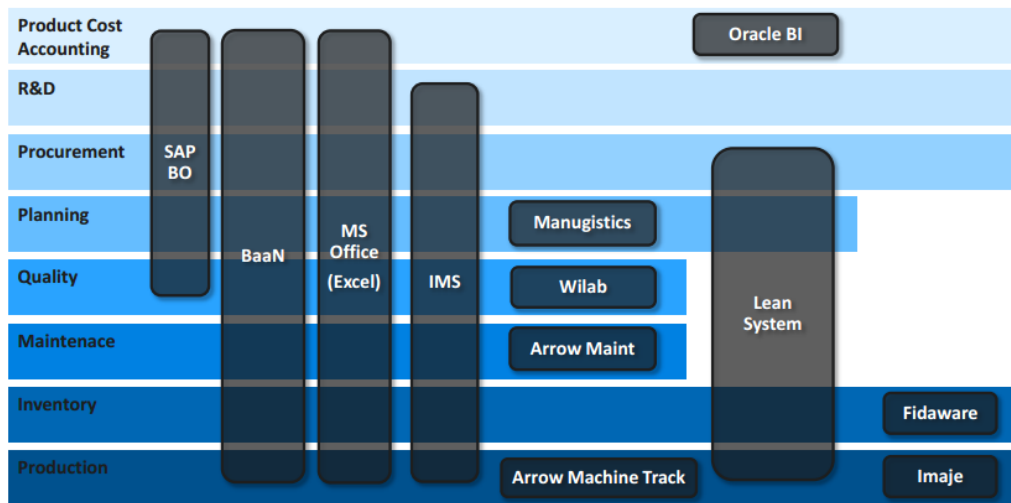 Product Cost
Accounting
Oracle BI
R&D
Procurement
SAP
BO
Planning
Manugistics
MS
Office
(Excel)
BaaN
Quality
IMS
Wilab
Lean
System
Maintenace
Arrow Maint
Inventory
Fidaware
Production
Arrow Machine Track
Imaje